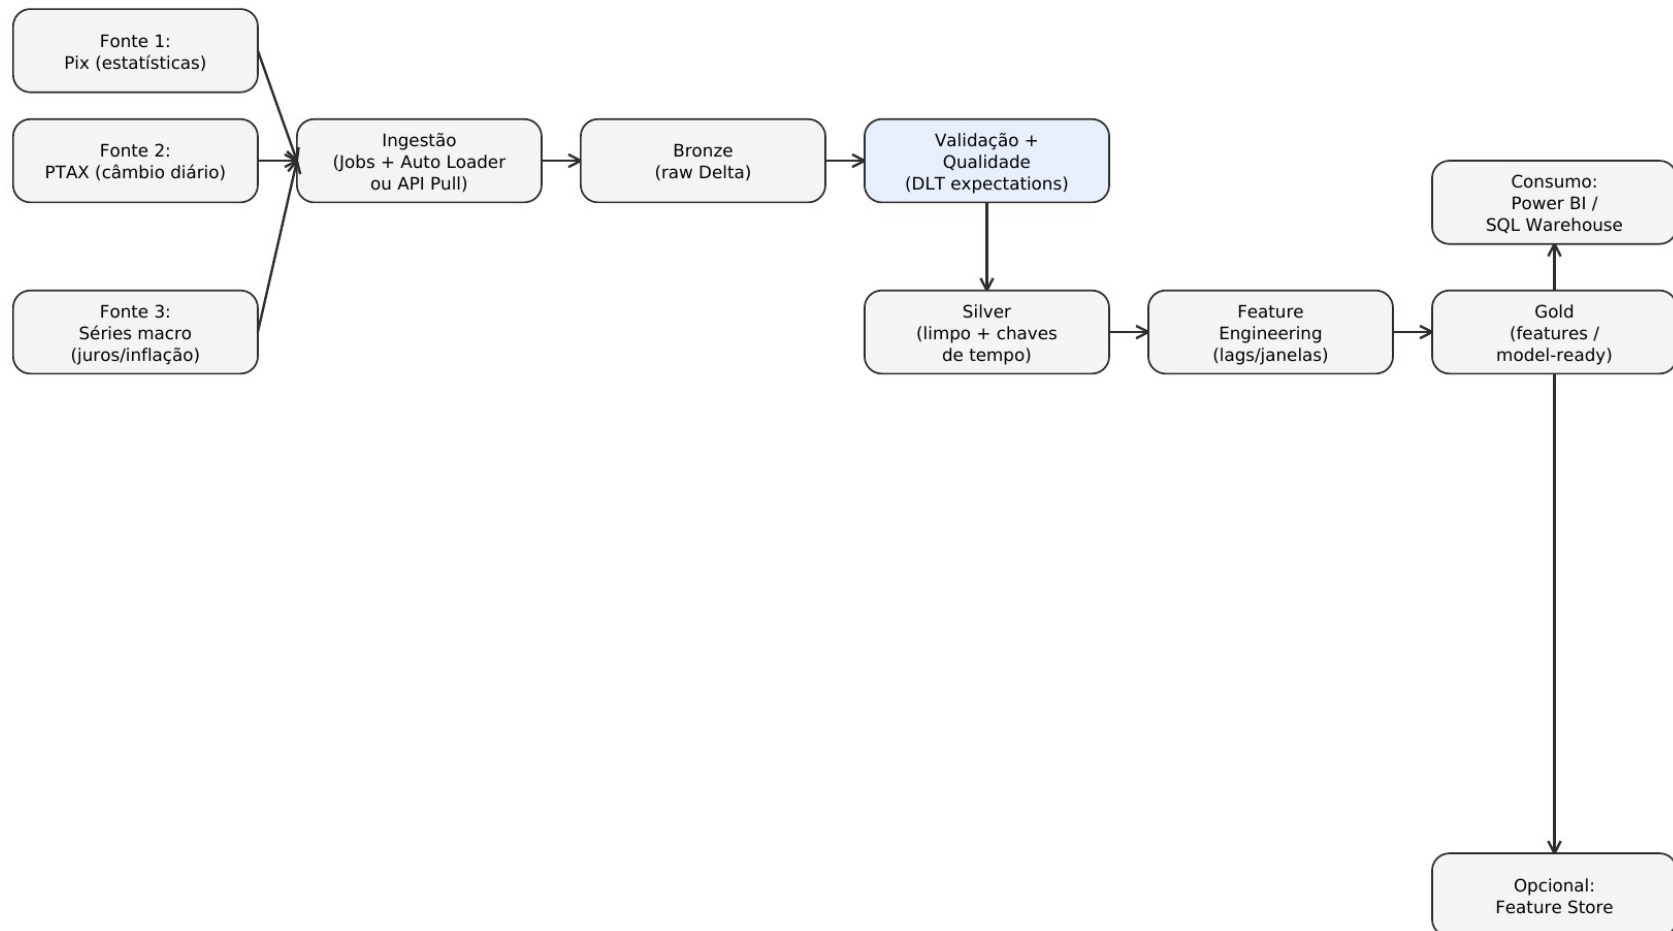 Fonte 1:
Pix (estatísticas)
Fonte 2:
PTAX (câmbio diário)
Fonte 3:
Séries macro
(juros/inflação)
Ingestão
(Jobs + Auto Loader
ou API Pull)
Bronze
(raw Delta)
Validação +
Qualidade
(DLT expectations)
Silver
(limpo + chaves
de tempo)
Feature
Engineering
(lags/janelas)
Gold
(features /
model-ready)
Consumo:
Power BI /
SQL Warehouse
Opcional:
Feature Store